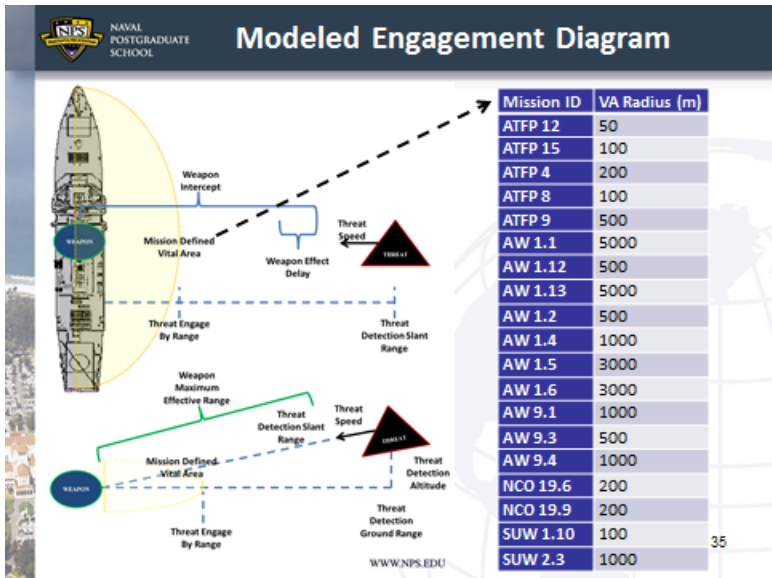 NPS
NAVAL
POSTGRADUATE
SCHOOL
Modeled Engagement Diagram
Weapon
Intercept
WEAPON
Mission Defined
Vital Area
Weapon Effect
Delay
Threat
Speed
THREAT
Threat Engage
By Range
Threat
Detection Slant
Range
Weapon
Maximum
Effective Range
Threat
Detection Slant
Range
Threat
Speed
THREAT
Mission Defined
Vital Area
WEAPON
Threat
Detection
Altitude
Threat Engage
By Range
Threat
Detection
Ground Range
WWW.NPS.EDU
Mission ID VA Radius (m)
ATFP 12 50
ATFP 15 100
ATFP 4 200
ATFP 8 100
ATFP 9 500
AW 1.1 5000
AW 1.12 500
AW 1.13 5000
AW 1.2 500
AW 1.4 1000
AW 1.5 3000
AW 1.6 3000
AW 9.1 1000
AW 9.3 500
AW 9.4 1000
NCO 19.6 200
NCO 19.9 200
SUW 1.10 100
SUW 2.3 1000
35